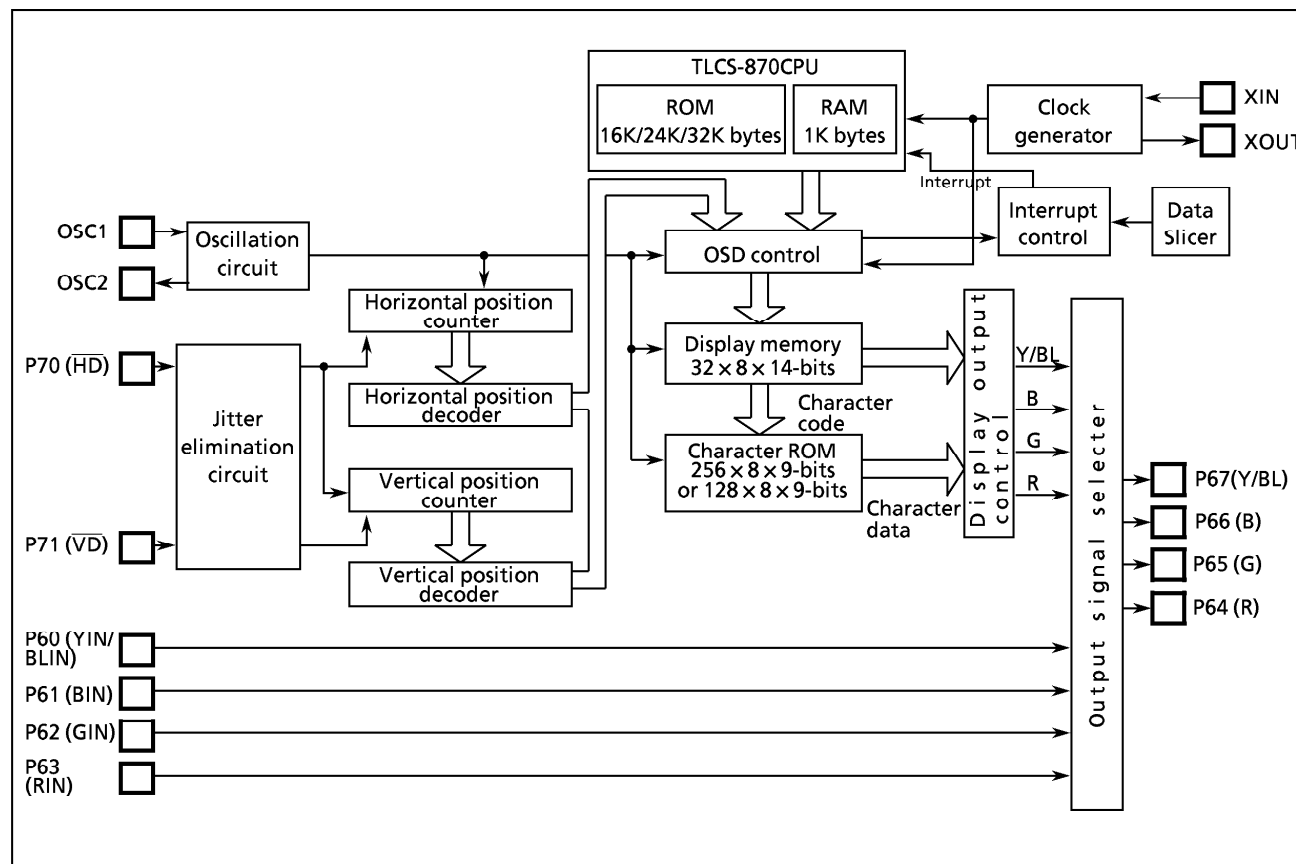 TLCS-870CPU
ROM
16K/24K/32K bytes
RAM
1K bytes
Clock
generator
XIN
XOUT
Interrupt
Interrupt
control
Data
Slicer
OSC1
OSC2
Oscillation
circuit
OSD control
Horizontal position
counter
Horizontal position
decoder
Vertical position
counter
Vertical position
decoder
P70 (HD)
P71 (VD)
Jitter
elimination
circuit
Display memory
32 × 8 × 14-bits
Character
code
Character ROM
256 × 8 × 9-bits
or 128 × 8 × 9-bits
Character
data
Display output
control
Y/BL
B
G
R
Output signal selecter
P67(Y/BL)
P66 (B)
P65 (G)
P64 (R)
P60 (YIN/
BLIN)
P61 (BIN)
P62 (GIN)
P63
(RIN)